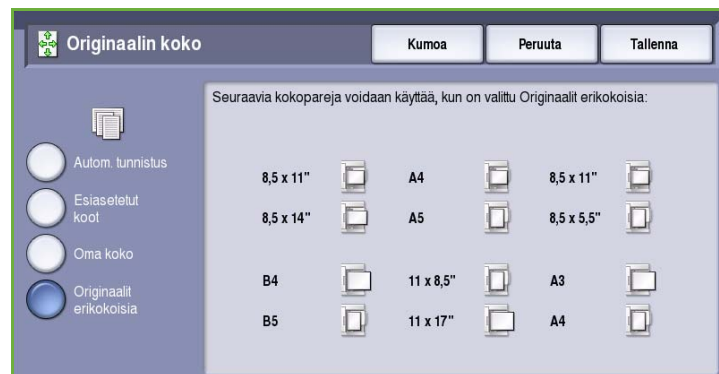 Originaalin koko
Kumoa
Peruuta
Tallenna
Seuraavia kokopareja voidaan käyttää, kun on valittu Originaalit erikokoisia:
Autom. tunnistus
Esiasetetut
koot
Oma koko
Originaalit
erikokoisia
8,5 x 11" A4 8,5 x 11"
8,5 x 14" A5 8,5 x 5,5"
B4 11 x 8,5" A3
B5 11 x 17" A4